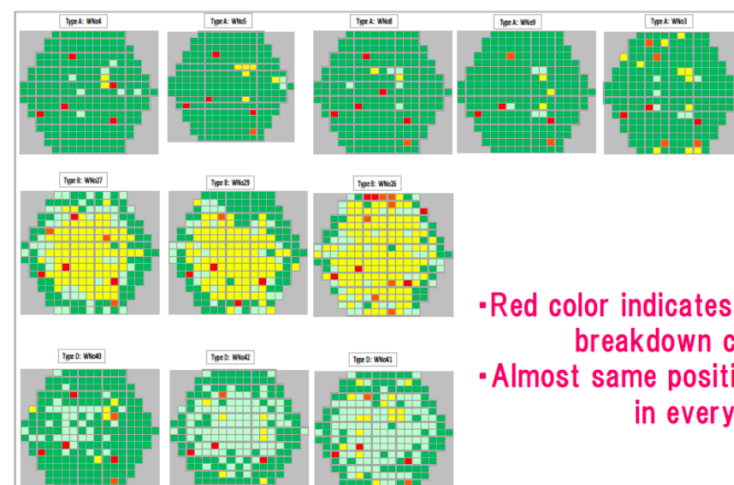 Type A: WNo4
Type A: WNo5
Type A: WNo8
Type A: WNo9
Type A: WNo3
Type B: WNo27
Type B: WNo29
Type B: WNo26
▪Red color indicates
breakdown c
▪Almost same positi
in every
Type D: WNo40
Type D: WNo42
Type D: WNo41